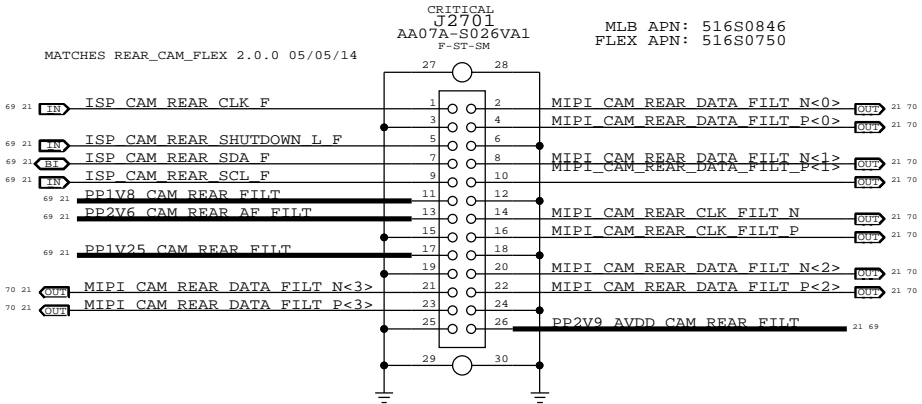 CRITICAL
J2701
AA07A-S026VA1
F-ST-SM
MLB APN: 516S0846
FLEX APN: 516S0750
MATCHES REAR_CAM_FLEX 2.0.0 05/05/14
27 28
69 21 IN ISP_CAM_REAR_CLK_F 1 2 MIPI_CAM_REAR_DATA_FILT_N<0> OUT 21 70
3 4 MIPI_CAM_REAR_DATA_FILT_P<0> OUT 21 70
69 21 IN ISP_CAM_REAR_SHUTDOWN_L_F 5 6
69 21 BI ISP_CAM_REAR_SDA_F 7 8 MIPI_CAM_REAR_DATA_FILT_N<1> OUT 21 70
69 21 IN ISP_CAM_REAR_SCL_F 9 10 MIPI_CAM_REAR_DATA_FILT_P<1> OUT 21 70
69 21 PP1V8_CAM_REAR_FILT 11 12
69 21 PP2V6_CAM_REAR_AF_FILT 13 14 MIPI_CAM_REAR_CLK_FILT_N OUT 21 70
15 16 MIPI_CAM_REAR_CLK_FILT_P OUT 21 70
69 21 PP1V25_CAM_REAR_FILT 17 18
19 20 MIPI_CAM_REAR_DATA_FILT_N<2> OUT 21 70
70 21 OUT MIPI_CAM_REAR_DATA_FILT_N<3> 21 22 MIPI_CAM_REAR_DATA_FILT_P<2> OUT 21 70
70 21 OUT MIPI_CAM_REAR_DATA_FILT_P<3> 23 24
25 26 PP2V9_AVDD_CAM_REAR_FILT 21 69
29 30